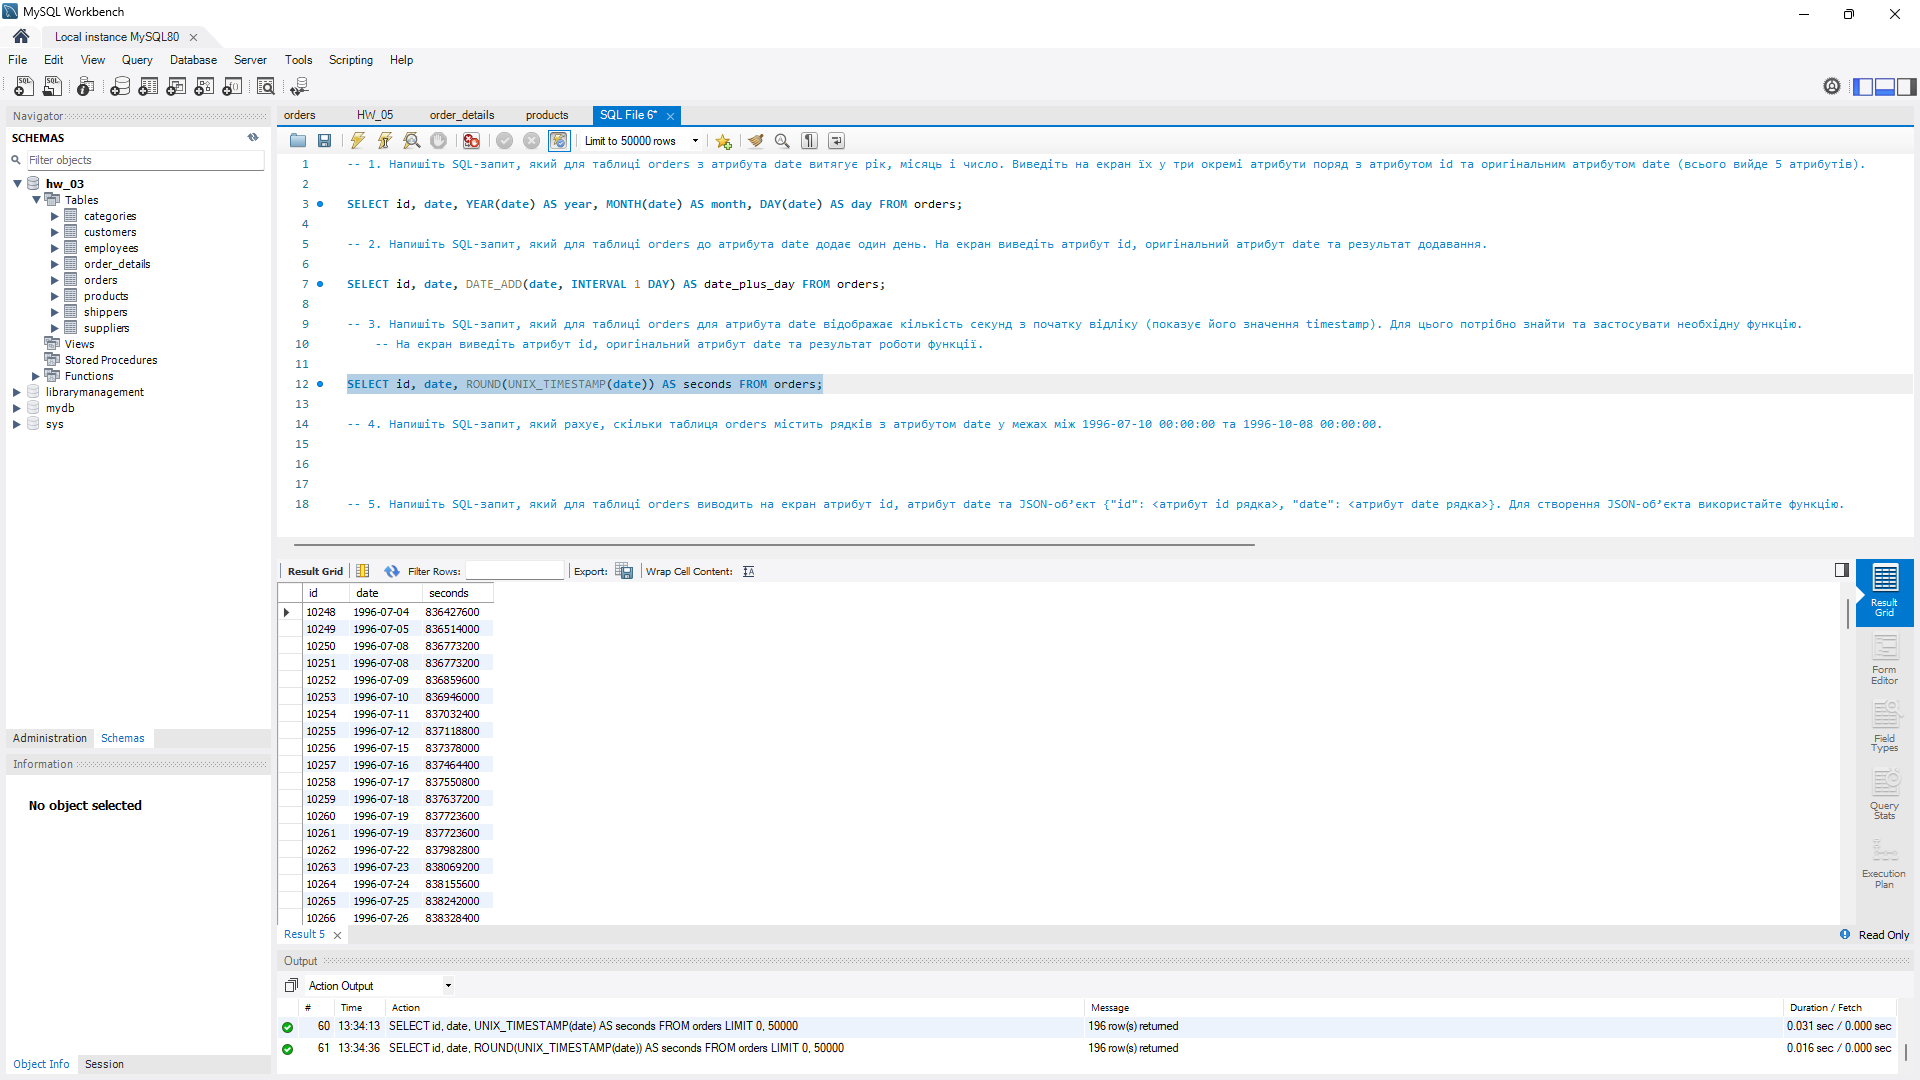 MySQL Workbench
Local instance MySQL80
File Edit View Query Database Server Tools Scripting Help
Navigator
SCHEMAS
Filter objects
hw_03
Tables
categories
customers
employees
order_details
orders
products
shippers
suppliers
Views
Stored Procedures
Functions
librarymanagement
mydb
sys
Administration Schemas
Information
No object selected
Object Info Session
orders HW_05 order_details products SQL File 6*
Limit to 50000 rows
1 -- 1. Напишіть SQL-запит, який для таблиці orders з атрибута date витягує рік, місяць і число. Виведіть на екран їх у три окремі атрибути поряд з атрибутом id та оригінальним атрибутом date (всього вийде 5 атрибутів).
2
3 SELECT id, date, YEAR(date) AS year, MONTH(date) AS month, DAY(date) AS day FROM orders;
4
5 -- 2. Напишіть SQL-запит, який для таблиці orders до атрибута date додає один день. На екран виведіть атрибут id, оригінальний атрибут date та результат додавання.
6
7 SELECT id, date, DATE_ADD(date, INTERVAL 1 DAY) AS date_plus_day FROM orders;
8
9 -- 3. Напишіть SQL-запит, який для таблиці orders для атрибута date відображає кількість секунд з початку відліку (показує його значення timestamp). Для цього потрібно знайти та застосувати необхідну функцію.
10 -- На екран виведіть атрибут id, оригінальний атрибут date та результат роботи функції.
11
12 SELECT id, date, ROUND(UNIX_TIMESTAMP(date)) AS seconds FROM orders;
13
14 -- 4. Напишіть SQL-запит, який рахує, скільки таблиця orders містить рядків з атрибутом date у межах між 1996-07-10 00:00:00 та 1996-10-08 00:00:00.
15
16
17
18 -- 5. Напишіть SQL-запит, який для таблиці orders виводить на екран атрибут id, атрибут date та JSON-об’єкт {"id": <атрибут id рядка>, "date": <атрибут date рядка>}. Для створення JSON-об’єкта використайте функцію.
Result Grid Filter Rows: Export: Wrap Cell Content:
id date seconds
10248 1996-07-04 836427600
10249 1996-07-05 836514000
10250 1996-07-08 836773200
10251 1996-07-08 836773200
10252 1996-07-09 836859600
10253 1996-07-10 836946000
10254 1996-07-11 837032400
10255 1996-07-12 837118800
10256 1996-07-15 837378000
10257 1996-07-16 837464400
10258 1996-07-17 837550800
10259 1996-07-18 837637200
10260 1996-07-19 837723600
10261 1996-07-19 837723600
10262 1996-07-22 837982800
10263 1996-07-23 838069200
10264 1996-07-24 838155600
10265 1996-07-25 838242000
10266 1996-07-26 838328400
Result
Grid
Form
Editor
Field
Types
Query
Stats
Execution
Plan
Result 5 Read Only
Output
Action Output
# Time Action Message Duration / Fetch
60 13:34:13 SELECT id, date, UNIX_TIMESTAMP(date) AS seconds FROM orders LIMIT 0, 50000 196 row(s) returned 0.031 sec / 0.000 sec
61 13:34:36 SELECT id, date, ROUND(UNIX_TIMESTAMP(date)) AS seconds FROM orders LIMIT 0, 50000 196 row(s) returned 0.016 sec / 0.000 sec